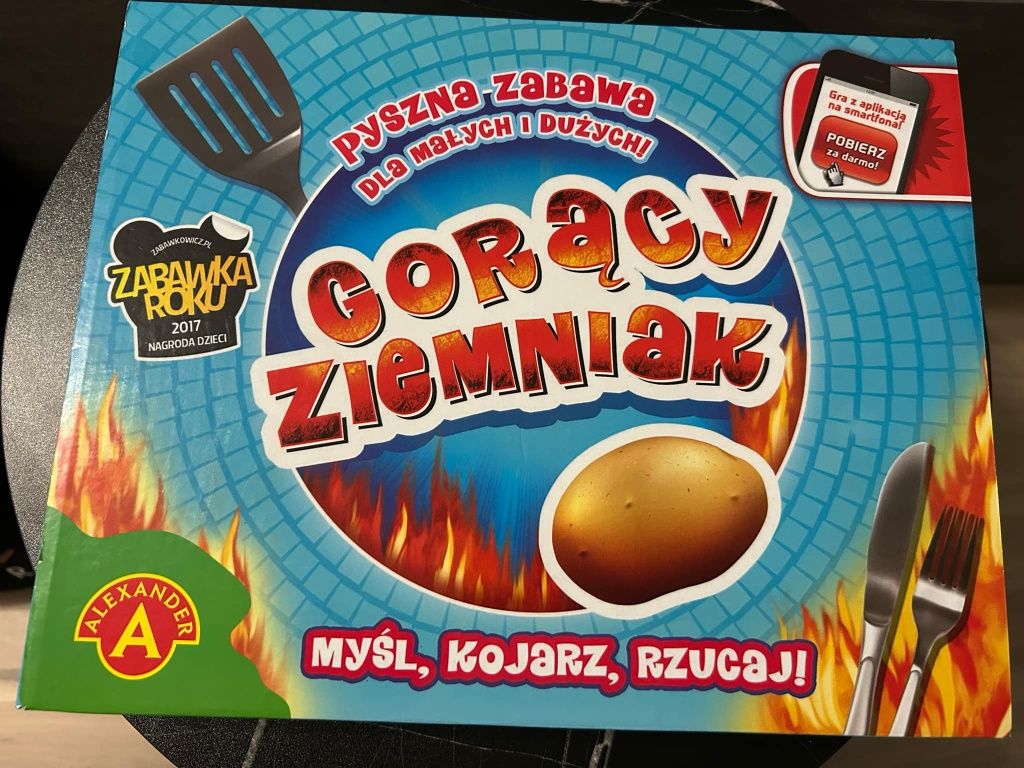 PYSZNA ZABAWA
DLA MAŁYCH I DUŻYCH!
Gra z aplikacją
na smartfona!
POBIERZ
za darmo!
GORĄCY
ZIEMNIAK
ZABAWKOWICZ.PL
ZABAWKA
ROKU
2017
NAGRODA DZIECI
ALEXANDER
A
MYŚL, KOJARZ, RZUCAJ!